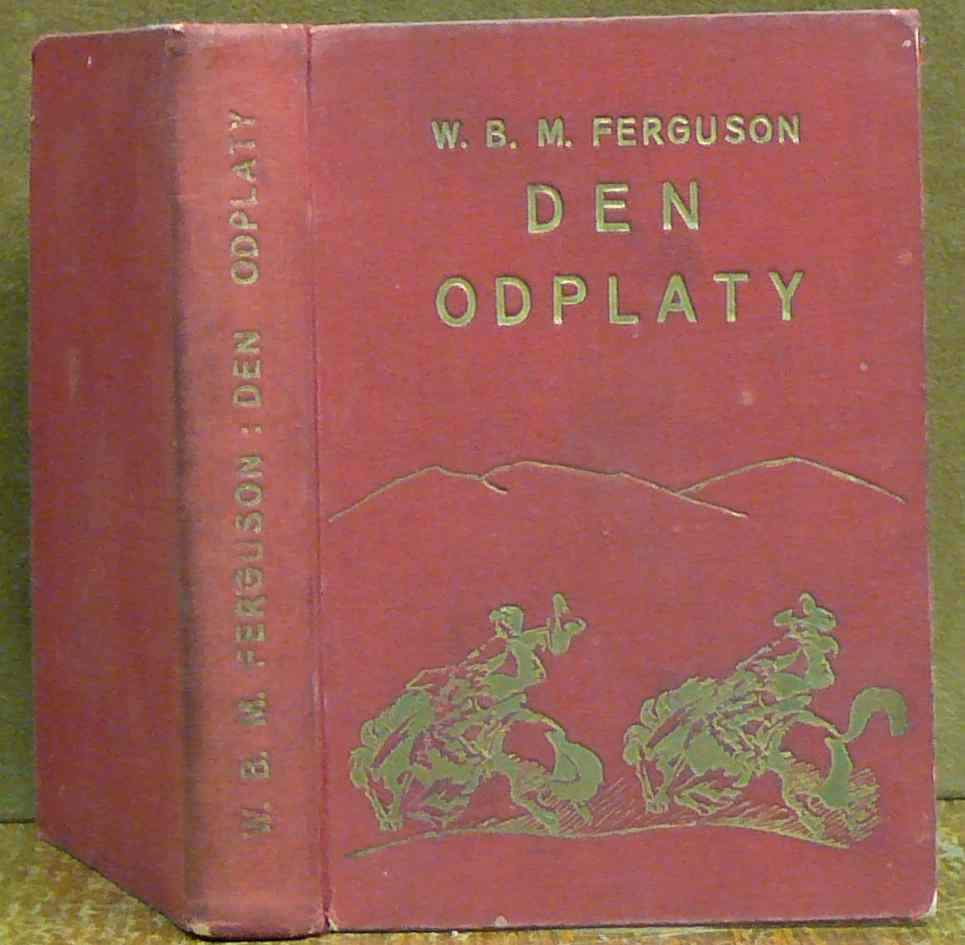 W. B. M. FERGUSON
DEN
ODPLATY
W. B. M. FERGUSON : DEN ODPLATY